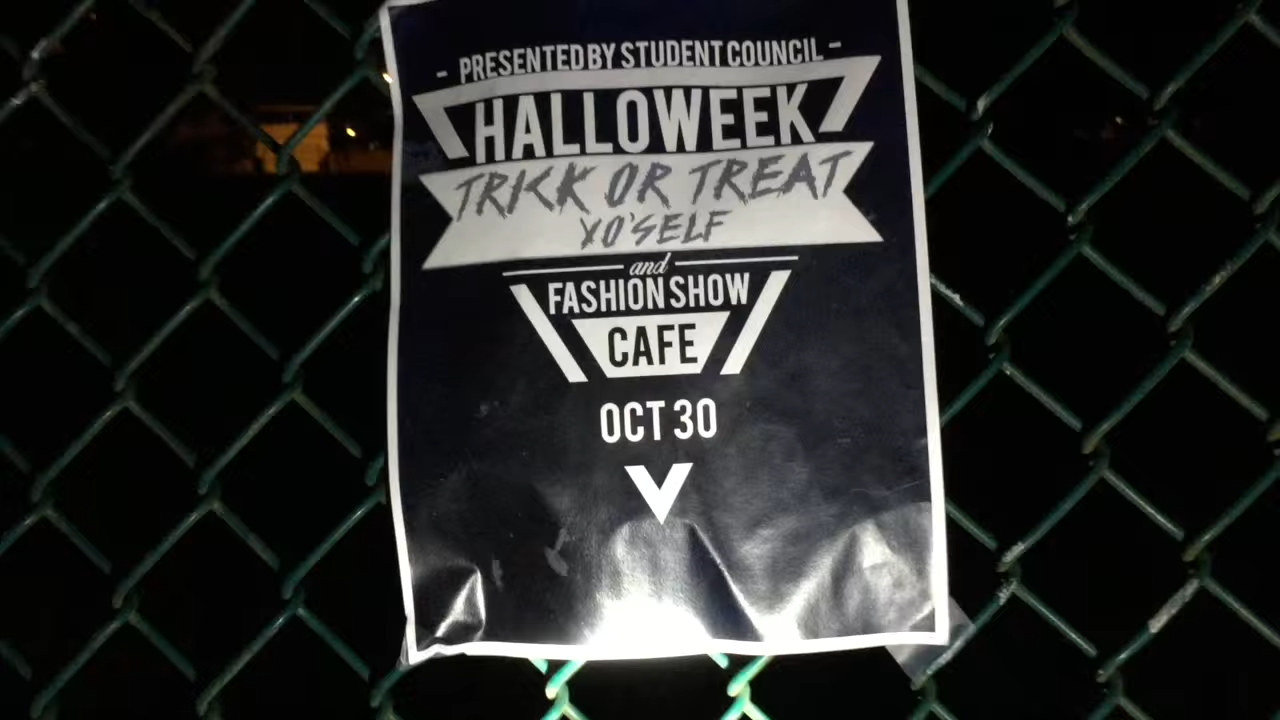 - PRESENTED BY STUDENT COUNCIL -
HALLOWEEK
TRICK OR TREAT
YO'SELF
and
FASHION SHOW
CAFE
OCT 30